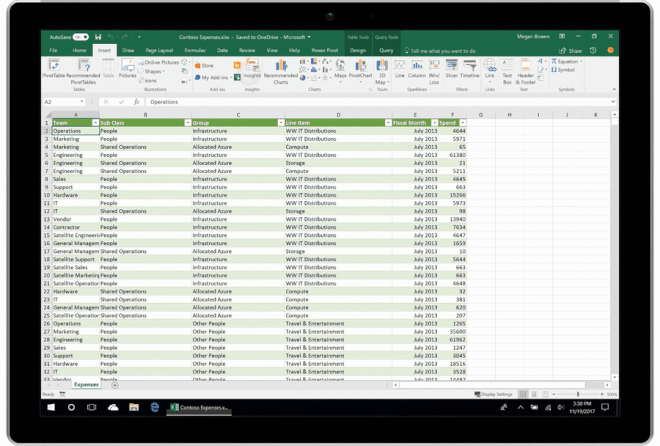 AutoSave On Contoso Expenses.xlsx - Saved to OneDrive - Microsoft Table Tools Query Tools Megan Bowen
File Home Insert Draw Page Layout Formulas Data Review View Help Power Pivot Design Query Tell me what you want to do Share
PivotTable Recommended PivotTables Table Pictures Online Pictures Shapes Icons Store My Add-ins Insights Recommended Charts Maps PivotChart 3D Map Line Column Win/Loss Slicer Timeline Link Text Box Header & Footer Equation Symbol
Tables Illustrations Add-ins Insights Charts Tours Sparklines Filters Links Text Symbols
A2 fx Operations
A B C D E F G H I J K
1 Team Sub Class Group Line Item Fiscal Month Spend
2 Operations People Infrastructure WW IT Distributions July 2013 4644
3 Marketing People Infrastructure WW IT Distributions July 2013 5971
4 Marketing Shared Operations Allocated Azure Compute July 2013 65
5 Engineering People Infrastructure WW IT Distributions July 2013 61380
6 Engineering Shared Operations Allocated Azure Storage July 2013 21
7 Engineering Shared Operations Allocated Azure Compute July 2013 5211
8 Sales People Infrastructure WW IT Distributions July 2013 4645
9 Support People Infrastructure WW IT Distributions July 2013 663
10 Hardware People Infrastructure WW IT Distributions July 2013 15266
11 IT People Infrastructure WW IT Distributions July 2013 5973
12 IT Shared Operations Allocated Azure Storage July 2013 98
13 Vendor People Infrastructure WW IT Distributions July 2013 13940
14 Contractor People Infrastructure WW IT Distributions July 2013 7634
15 Satellite Engineeri People Infrastructure WW IT Distributions July 2013 4647
16 General Managem People Infrastructure WW IT Distributions July 2013 1659
17 General Managem Shared Operations Allocated Azure Storage July 2013 10
18 Satellite Support People Infrastructure WW IT Distributions July 2013 5644
19 Satellite Sales People Infrastructure WW IT Distributions July 2013 663
20 Satellite Marketin People Infrastructure WW IT Distributions July 2013 663
21 Satellite Operation People Infrastructure WW IT Distributions July 2013 4648
22 Hardware Shared Operations Allocated Azure Compute July 2013 32
23 IT Shared Operations Allocated Azure Compute July 2013 381
24 General Managem Shared Operations Allocated Azure Compute July 2013 620
25 Satellite Operation Shared Operations Allocated Azure Compute July 2013 207
26 Operations People Other People Travel & Entertainment July 2013 1265
27 Marketing People Other People Travel & Entertainment July 2013 35600
28 Engineering People Other People Travel & Entertainment July 2013 61962
29 Sales People Other People Travel & Entertainment July 2013 1247
30 Support People Other People Travel & Entertainment July 2013 3045
31 Hardware People Other People Travel & Entertainment July 2013 18516
32 IT People Other People Travel & Entertainment July 2013 3528
33 Vendor People Other People Travel & Entertainment July 2013 14487
Expenses
Ready Display Settings 100%
Contoso Expenses.x... 3:38 PM
11/19/2017